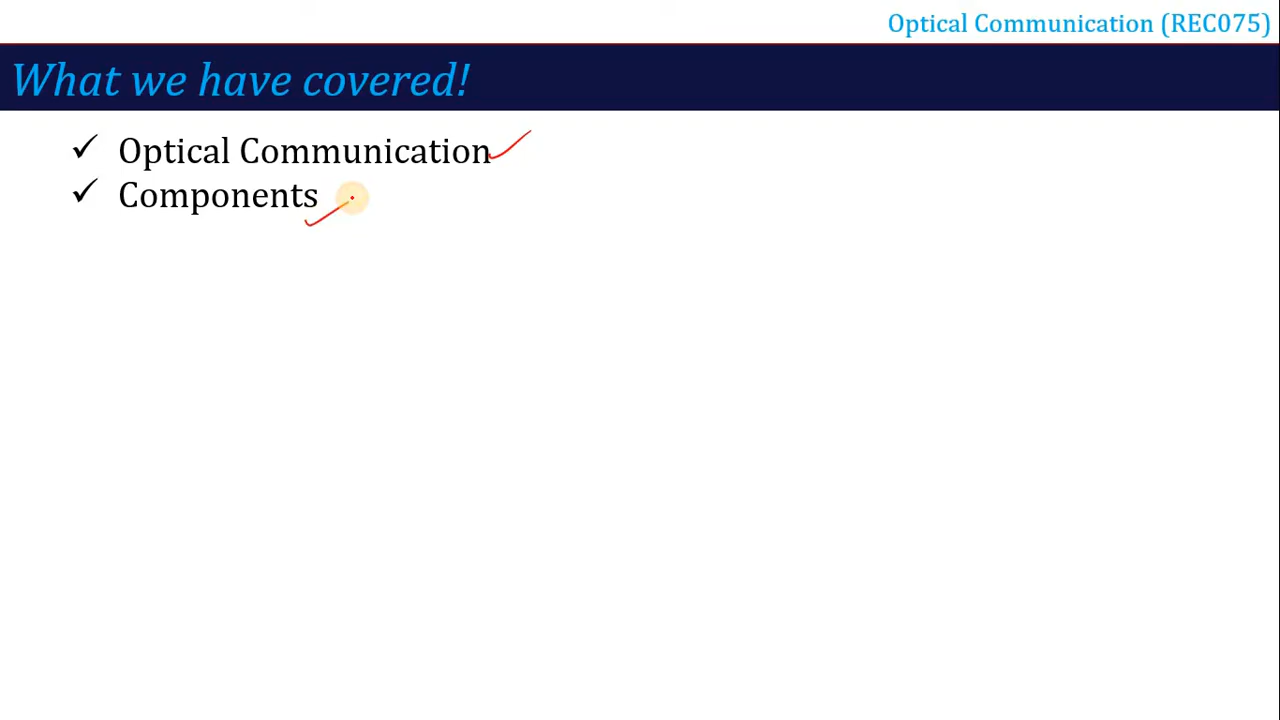 Optical Communication (REC075)
What we have covered!
✓ Optical Communication
✓ Components